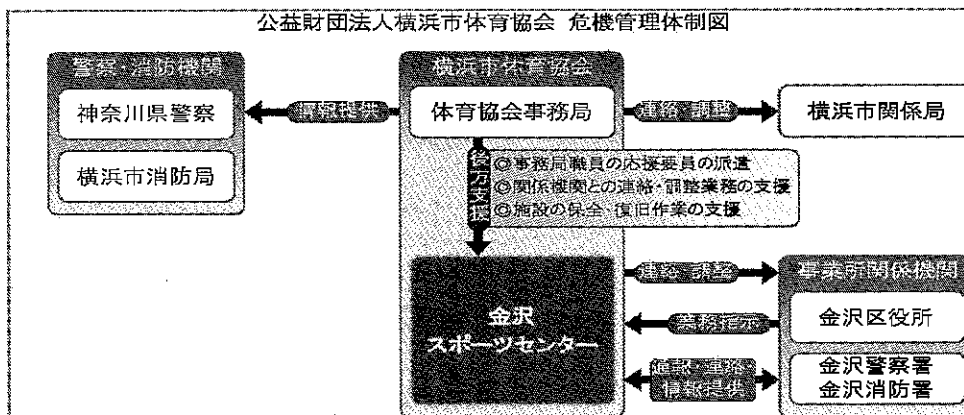 公益財団法人横浜市体育協会 危機管理体制図
警察・消防機関
神奈川県警察
横浜市消防局
情報提供
横浜市体育協会
体育協会事務局
連絡・調整
横浜市関係局
後方支援
◎事務局職員の応援要員の派遣
◎関係機関との連絡・調整業務の支援
◎施設の保全・復旧作業の支援
金沢
スポーツセンター
連絡・調整
業務指示
通報・連絡・
情報提供
事業所関係機関
金沢区役所
金沢警察署
金沢消防署